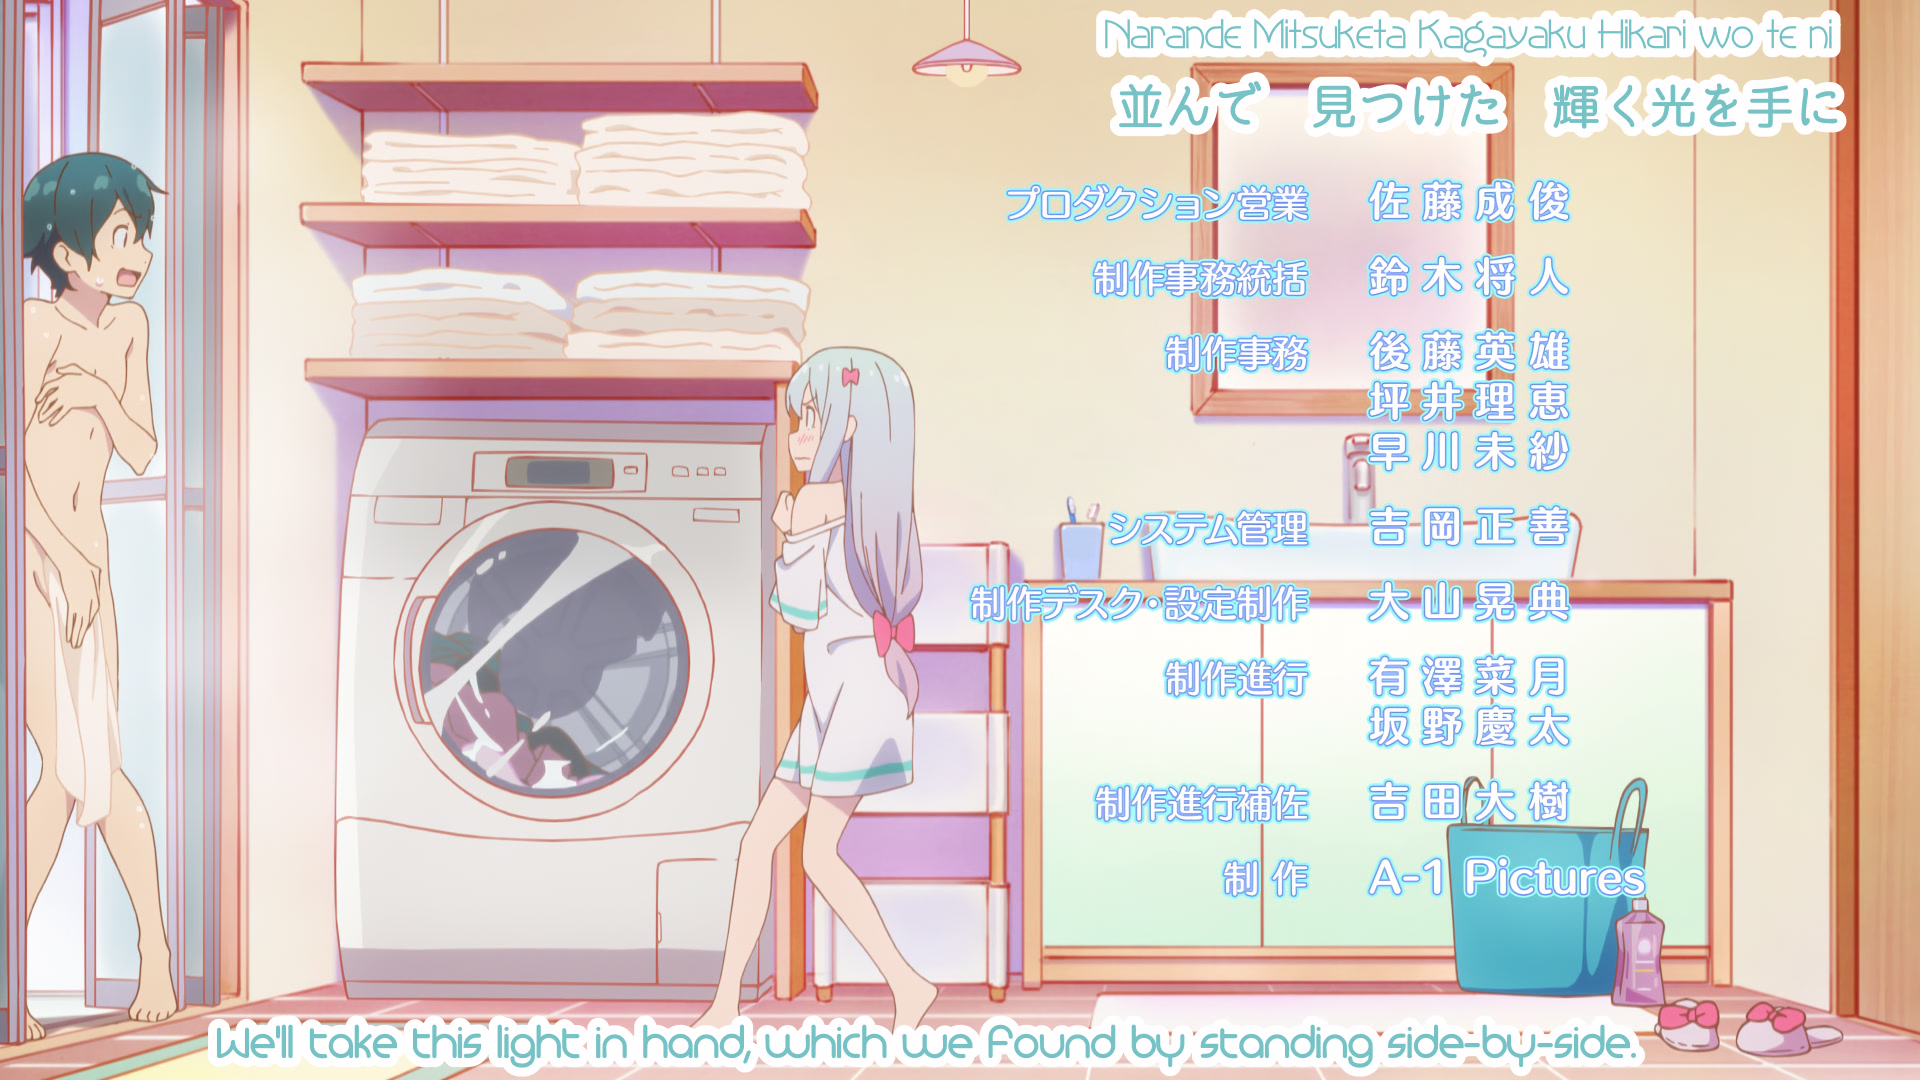 Narande Mitsuketa Kagayaku Hikari wo te ni
並んで　見つけた　輝く光を手に
プロダクション営業　佐藤成俊
制作事務統括　鈴木将人
制作事務　後藤英雄
坪井理恵
早川未紗
システム管理　吉岡正善
制作デスク・設定制作　大山晃典
制作進行　有澤菜月
坂野慶太
制作進行補佐　吉田大樹
制作　A-1 Pictures
We'll take this light in hand, which we found by standing side-by-side.